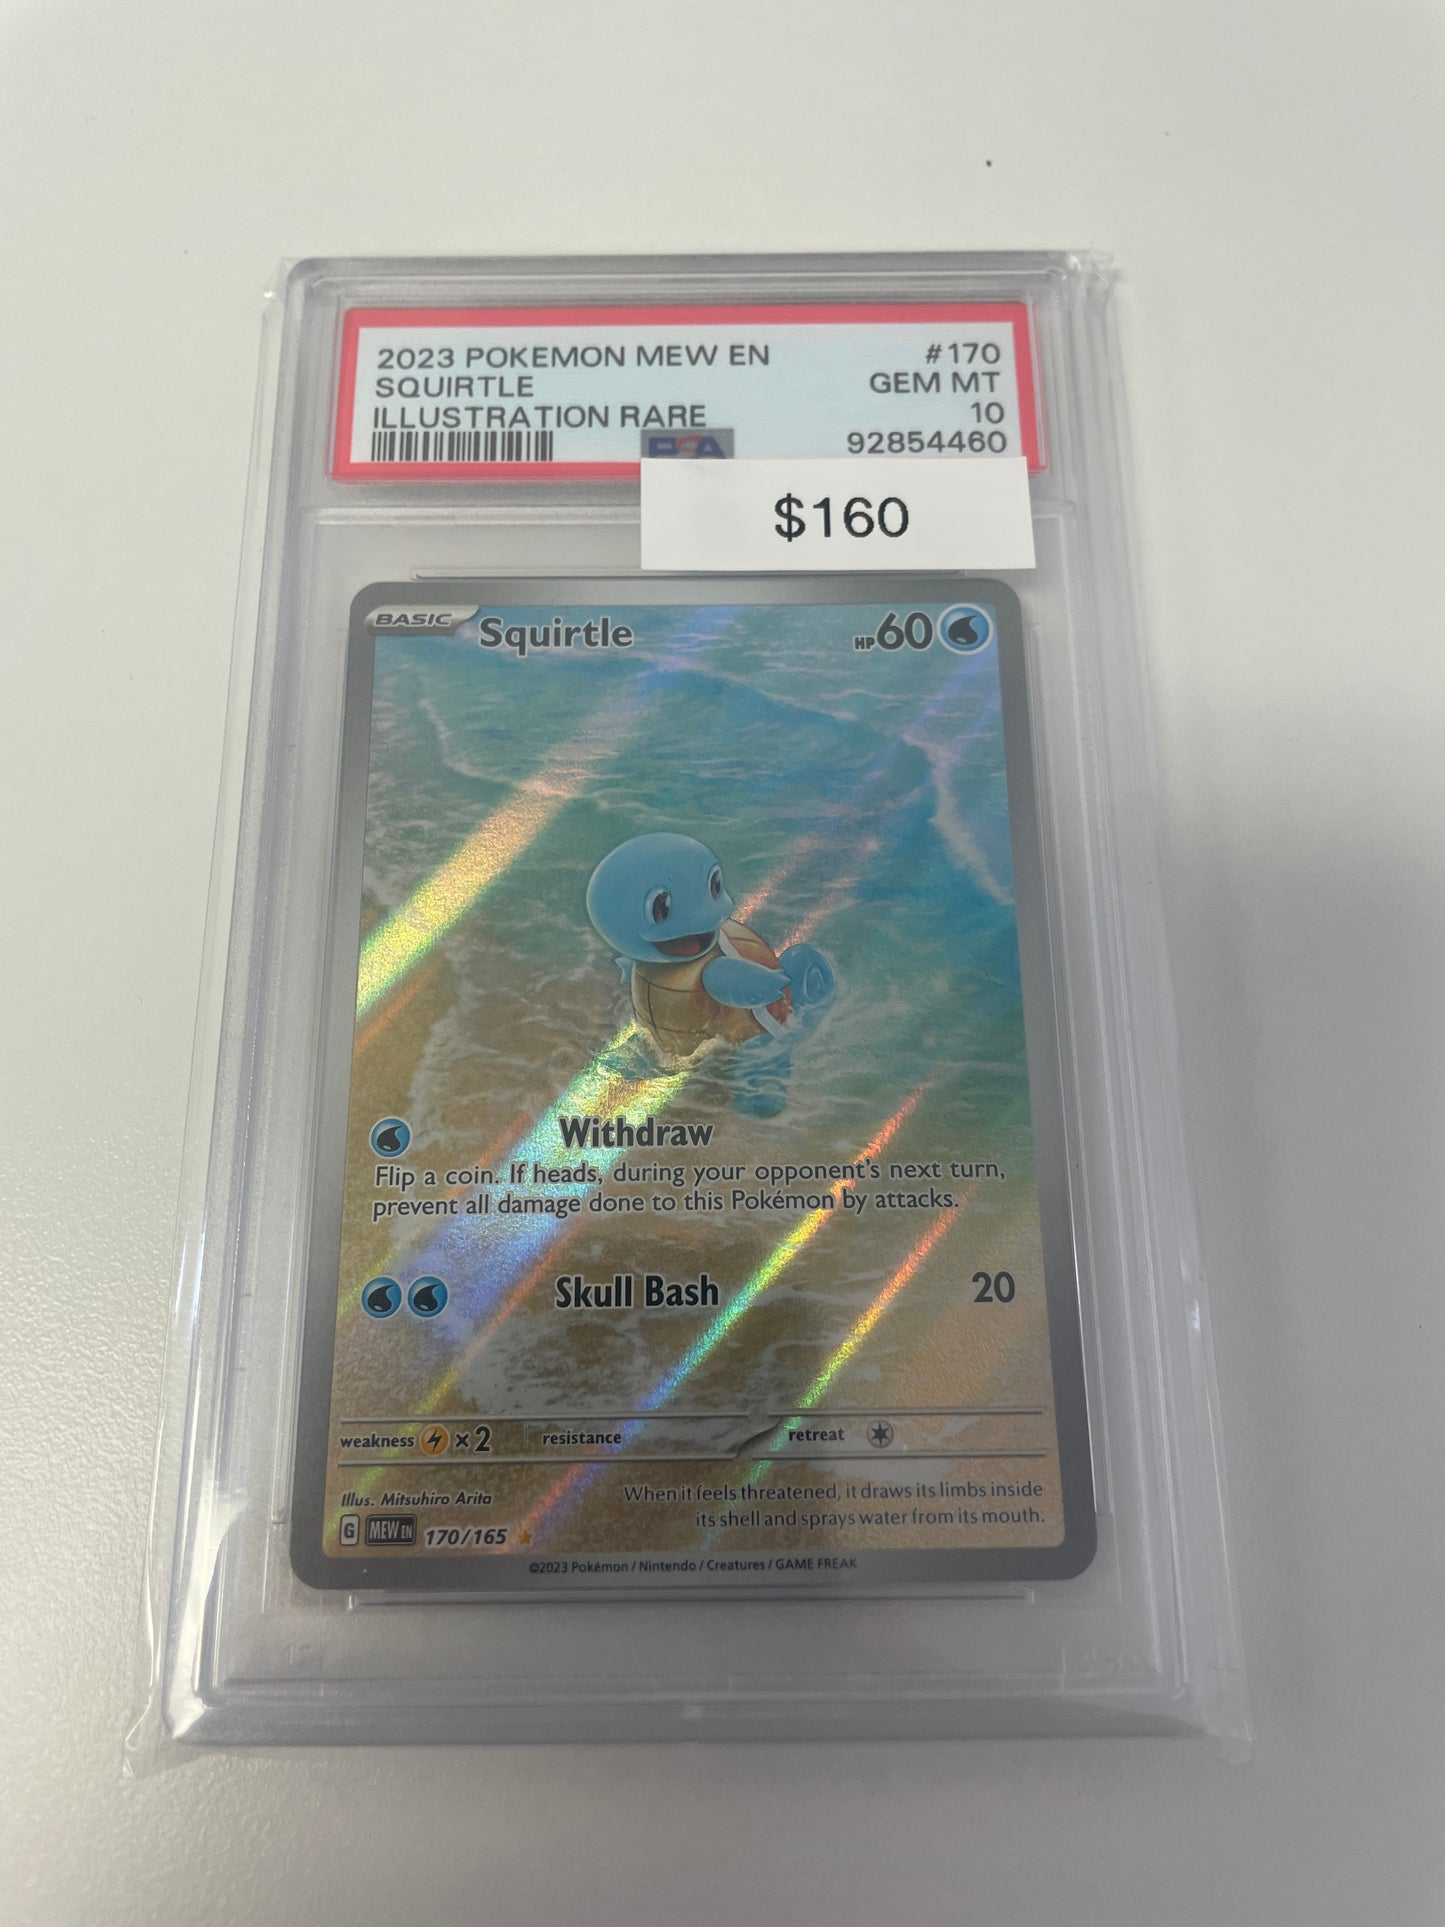 2023 POKEMON MEW EN #170
SQUIRTLE GEM MT
ILLUSTRATION RARE 10
PSA 92854460
$160
BASIC Squirtle HP60
Withdraw
Flip a coin. If heads, during your opponent's next turn,
prevent all damage done to this Pokémon by attacks.
Skull Bash 20
weakness ×2 resistance retreat
Illus. Mitsuhiro Arita
When it feels threatened, it draws its limbs inside
its shell and sprays water from its mouth.
G MEW EN 170/165
©2023 Pokémon / Nintendo / Creatures / GAME FREAK